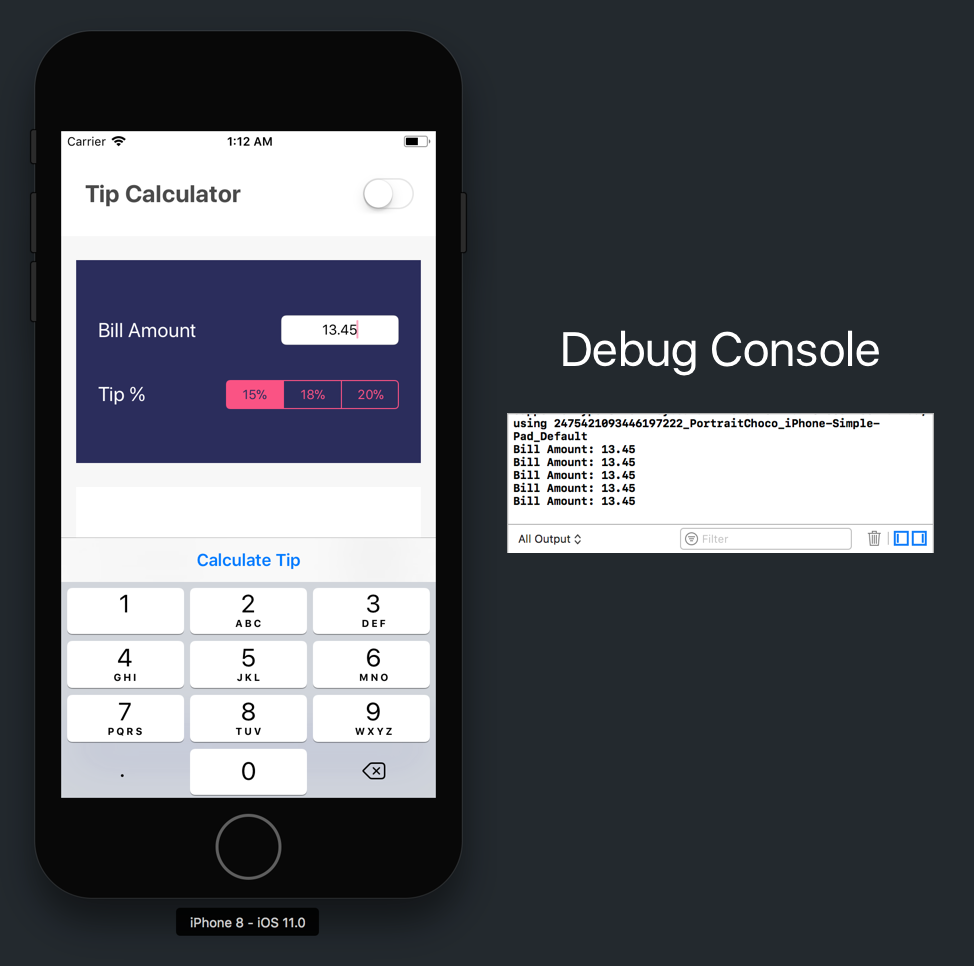 Carrier
1:12 AM
Tip Calculator
Bill Amount
13.45
Tip %
15%
18%
20%
Calculate Tip
1
2
ABC
3
DEF
4
GHI
5
JKL
6
MNO
7
PQRS
8
TUV
9
WXYZ
.
0
iPhone 8 - iOS 11.0
Debug Console
using 2475421093446197222_PortraitChoco_iPhone-Simple-
Pad_Default
Bill Amount: 13.45
Bill Amount: 13.45
Bill Amount: 13.45
Bill Amount: 13.45
Bill Amount: 13.45
All Output
Filter